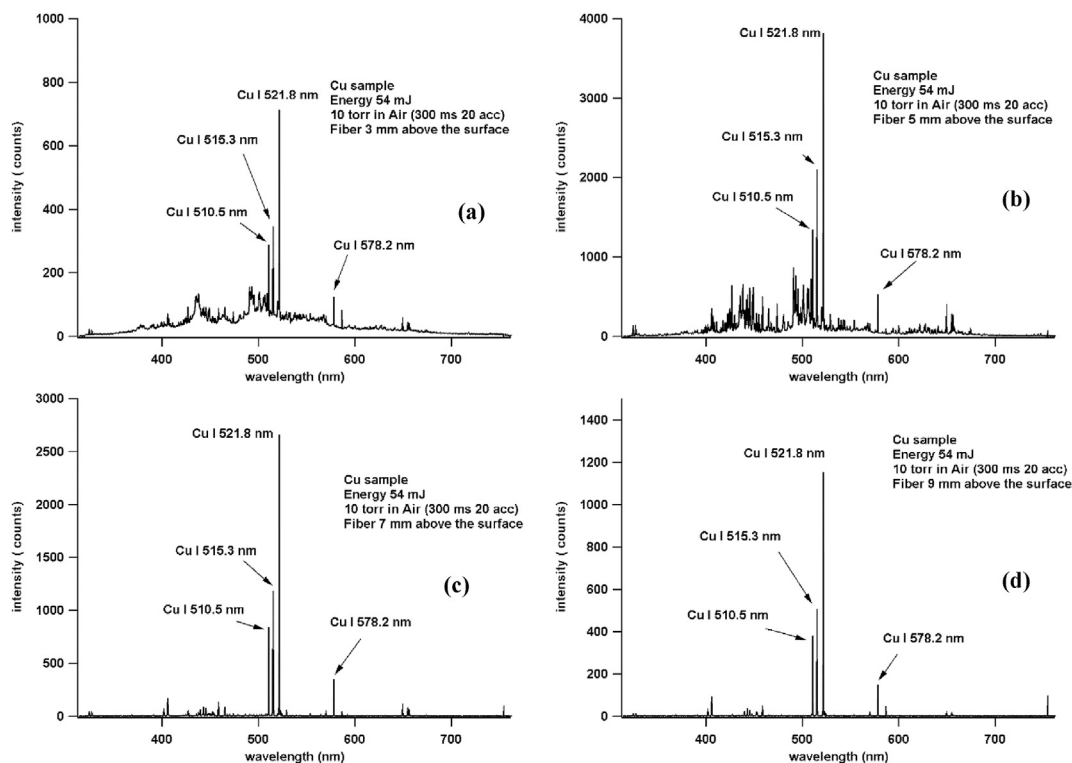 1000
800
600
400
200
0
intensity ( counts)
400
500
600
700
wavelength (nm)
Cu I 521.8 nm
Cu I 515.3 nm
Cu I 510.5 nm
Cu I 578.2 nm
Cu sample
Energy 54 mJ
10 torr in Air (300 ms 20 acc)
Fiber 3 mm above the surface
(a)
4000
3000
2000
1000
0
intensity ( counts)
400
500
600
700
wavelength (nm)
Cu I 521.8 nm
Cu I 515.3 nm
Cu I 510.5 nm
Cu I 578.2 nm
Cu sample
Energy 54 mJ
10 torr in Air (300 ms 20 acc)
Fiber 5 mm above the surface
(b)
3000
2500
2000
1500
1000
500
0
intensity ( counts)
400
500
600
700
wavelength (nm)
Cu I 521.8 nm
Cu I 515.3 nm
Cu I 510.5 nm
Cu I 578.2 nm
Cu sample
Energy 54 mJ
10 torr in Air (300 ms 20 acc)
Fiber 7 mm above the surface
(c)
1400
1200
1000
800
600
400
200
0
intensity ( counts)
400
500
600
700
wavelength (nm)
Cu I 521.8 nm
Cu I 515.3 nm
Cu I 510.5 nm
Cu I 578.2 nm
Cu sample
Energy 54 mJ
10 torr in Air (300 ms 20 acc)
Fiber 9 mm above the surface
(d)